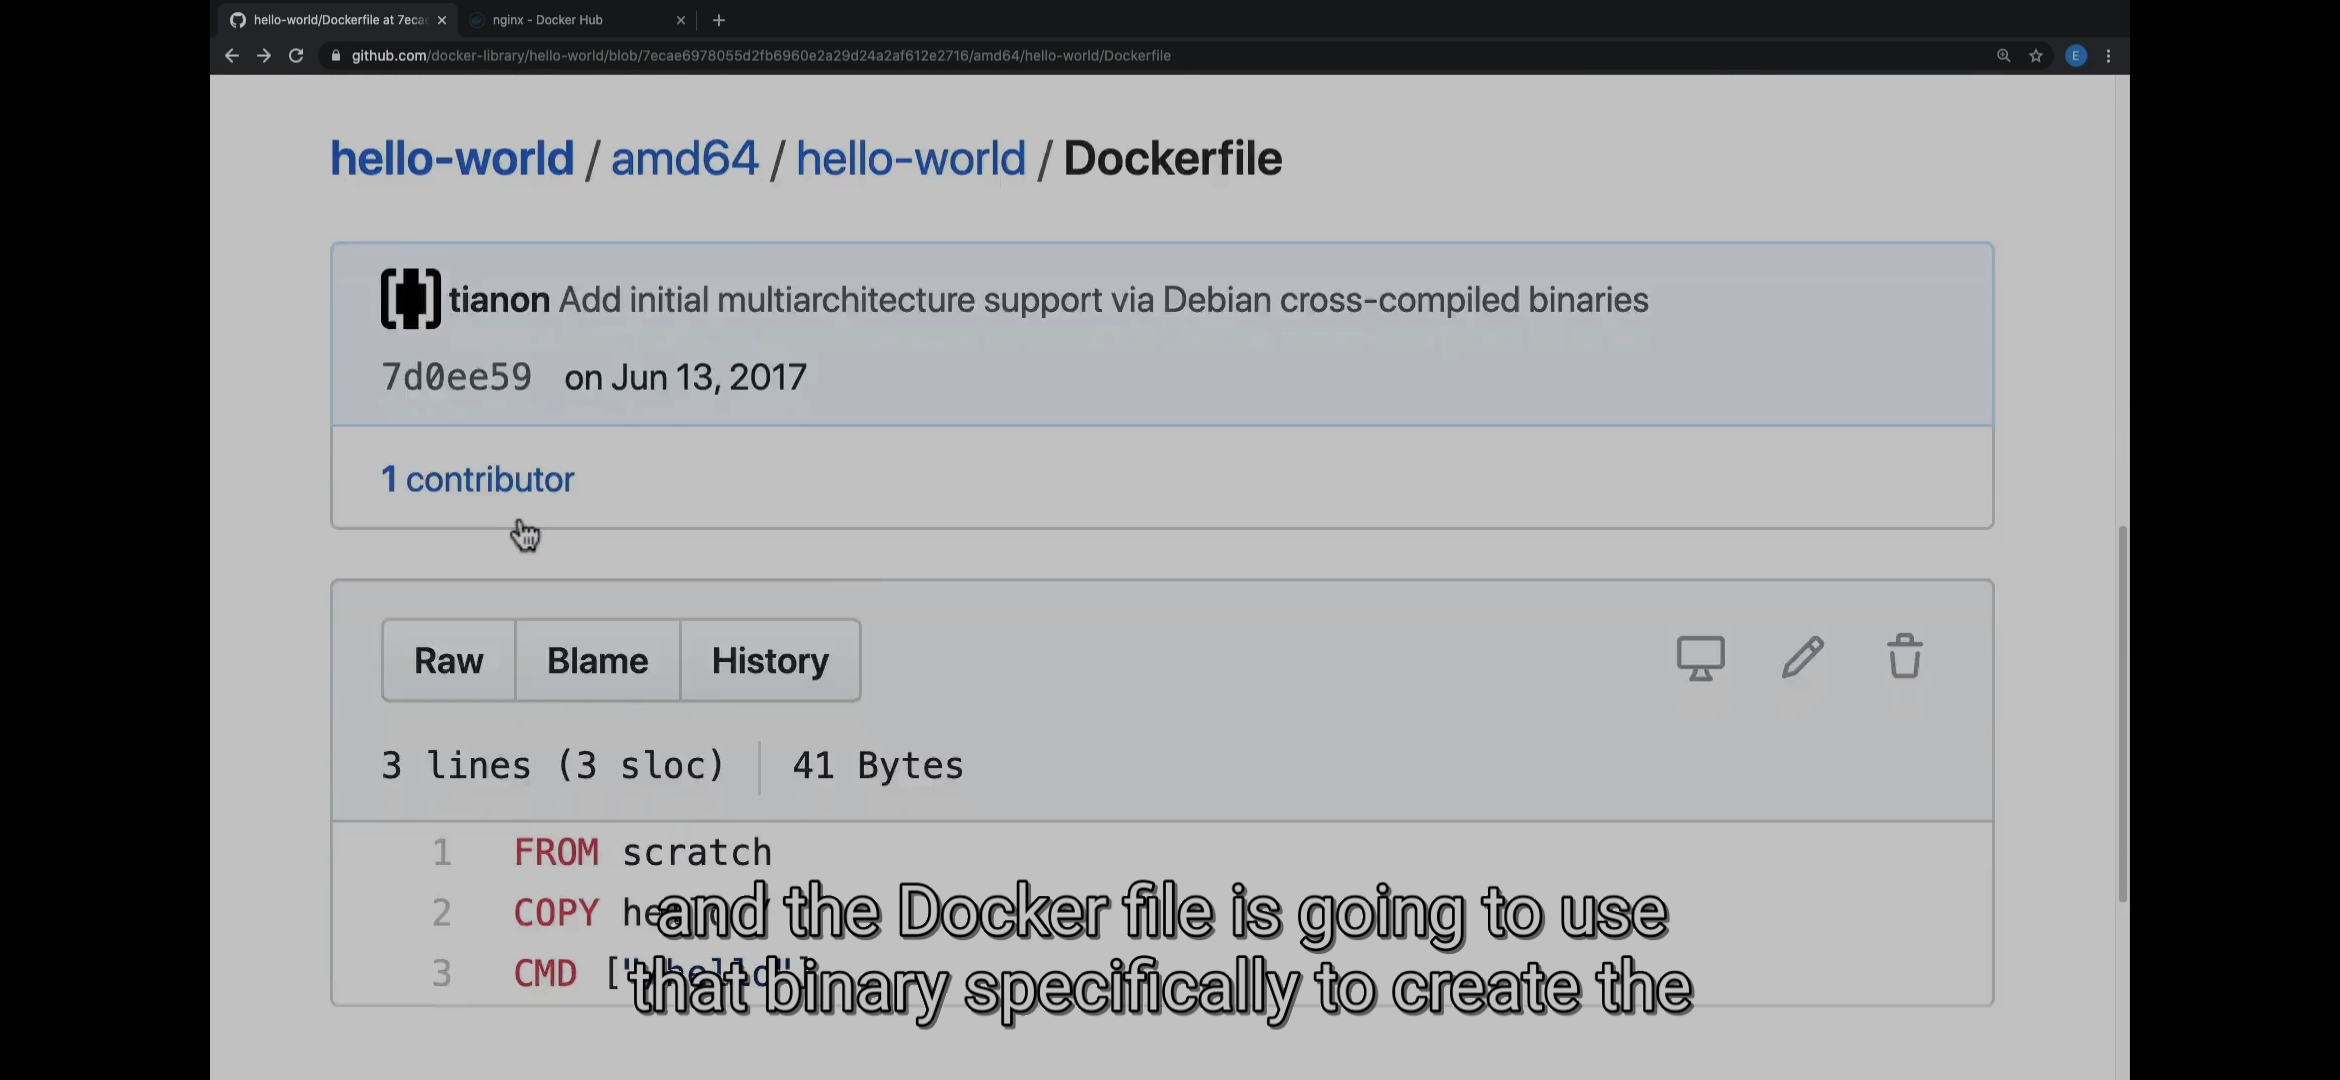 hello-world/Dockerfile at 7eca
nginx - Docker Hub
github.com/docker-library/hello-world/blob/7ecae6978055d2fb6960e2a29d24a2af612e2716/amd64/hello-world/Dockerfile
E
hello-world / amd64 / hello-world / Dockerfile
tianon Add initial multiarchitecture support via Debian cross-compiled binaries
7d0ee59 on Jun 13, 2017
1 contributor
Raw Blame History
3 lines (3 sloc) 41 Bytes
1 FROM scratch
2 COPY
3 CMD
and the Docker file is going to use
that binary specifically to create the